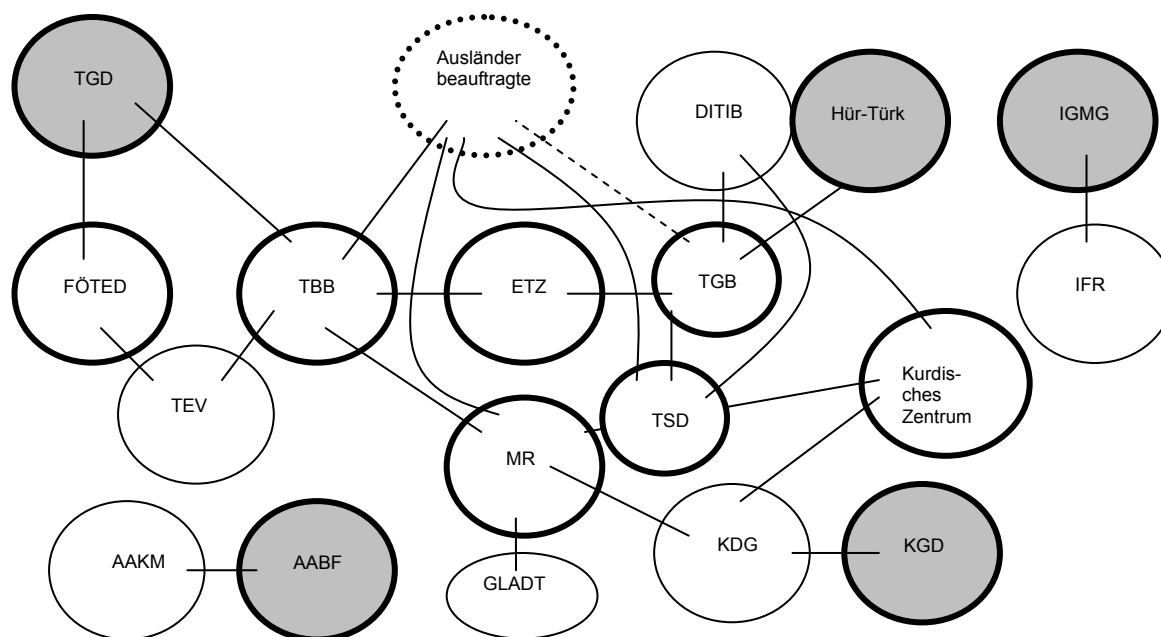 TGD
Ausländer
beauftragte
DITIB
Hür-Türk
IGMG
FÖTED
TBB
ETZ
TGB
IFR
TEV
TSD
Kurdis-
ches
Zentrum
MR
AAKM
AABF
GLADT
KDG
KGD